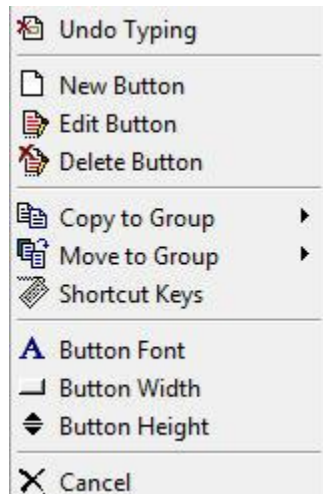 Undo Typing
New Button
Edit Button
Delete Button
Copy to Group
Move to Group
Shortcut Keys
Button Font
Button Width
Button Height
Cancel